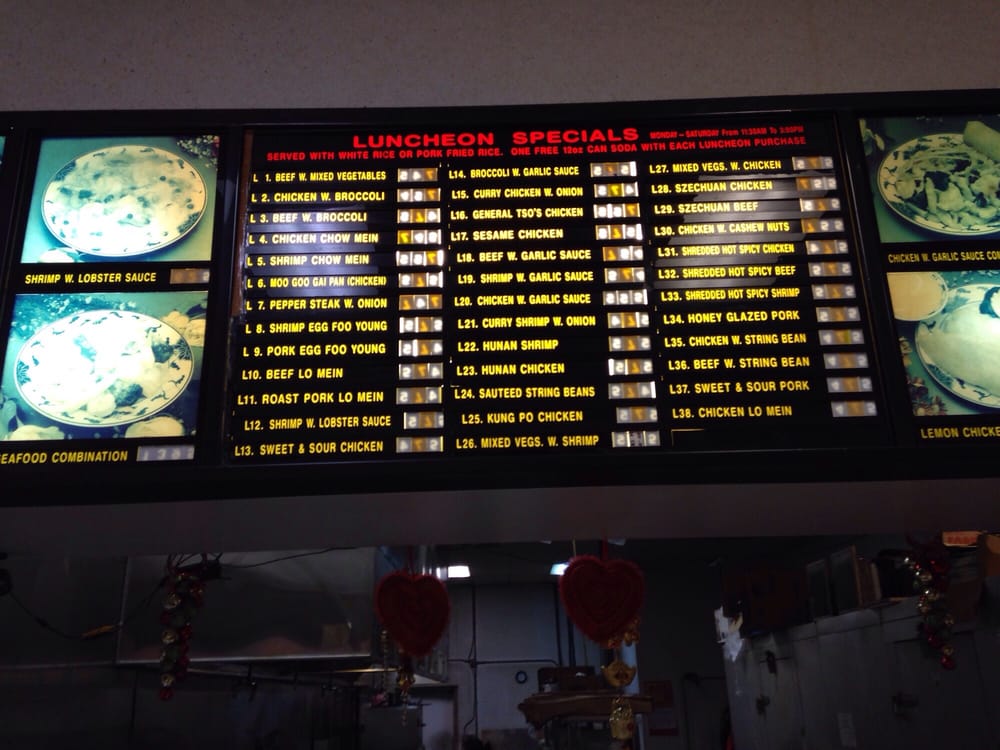 LUNCHEON SPECIALS MONDAY - SATURDAY From 11:30AM To 3:00PM
SERVED WITH WHITE RICE OR PORK FRIED RICE. ONE FREE 12oz CAN SODA WITH EACH LUNCHEON PURCHASE
L 1. BEEF W. MIXED VEGETABLES
L 2. CHICKEN W. BROCCOLI
L 3. BEEF W. BROCCOLI
L 4. CHICKEN CHOW MEIN
L 5. SHRIMP CHOW MEIN
L 6. MOO GOO GAI PAN (CHICKEN)
L 7. PEPPER STEAK W. ONION
L 8. SHRIMP EGG FOO YOUNG
L 9. PORK EGG FOO YOUNG
L10. BEEF LO MEIN
L11. ROAST PORK LO MEIN
L12. SHRIMP W. LOBSTER SAUCE
L13. SWEET & SOUR CHICKEN
L14. BROCCOLI W. GARLIC SAUCE
L15. CURRY CHICKEN W. ONION
L16. GENERAL TSO'S CHICKEN
L17. SESAME CHICKEN
L18. BEEF W. GARLIC SAUCE
L19. SHRIMP W. GARLIC SAUCE
L20. CHICKEN W. GARLIC SAUCE
L21. CURRY SHRIMP W. ONION
L22. HUNAN SHRIMP
L23. HUNAN CHICKEN
L24. SAUTEED STRING BEANS
L25. KUNG PO CHICKEN
L26. MIXED VEGS. W. SHRIMP
L27. MIXED VEGS. W. CHICKEN
L28. SZECHUAN CHICKEN
L29. SZECHUAN BEEF
L30. CHICKEN W. CASHEW NUTS
L31. SHREDDED HOT SPICY CHICKEN
L32. SHREDDED HOT SPICY BEEF
L33. SHREDDED HOT SPICY SHRIMP
L34. HONEY GLAZED PORK
L35. CHICKEN W. STRING BEAN
L36. BEEF W. STRING BEAN
L37. SWEET & SOUR PORK
L38. CHICKEN LO MEIN
SHRIMP W. LOBSTER SAUCE
EAFOOD COMBINATION
CHICKEN W. GARLIC SAUCE CO
LEMON CHICKE